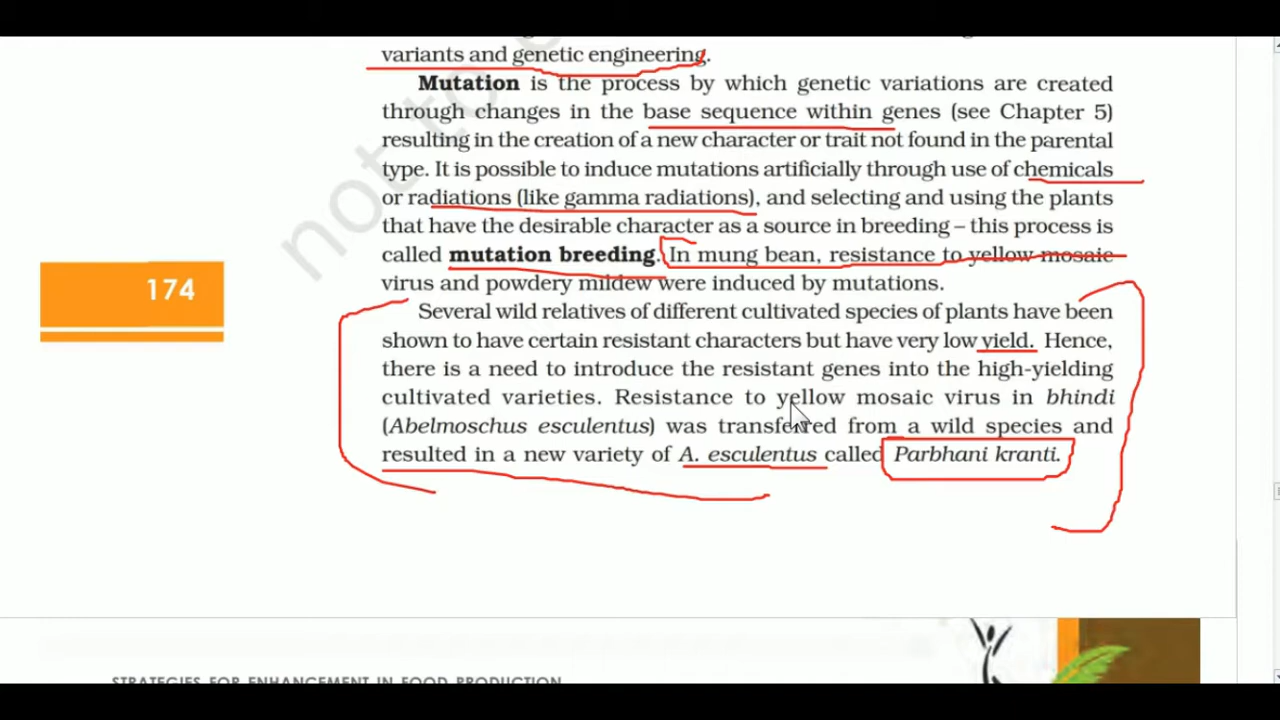 variants and genetic engineering.
Mutation is the process by which genetic variations are created
through changes in the base sequence within genes (see Chapter 5)
resulting in the creation of a new character or trait not found in the parental
type. It is possible to induce mutations artificially through use of chemicals
or radiations (like gamma radiations), and selecting and using the plants
that have the desirable character as a source in breeding – this process is
called mutation breeding. In mung bean, resistance to yellow mosaic
virus and powdery mildew were induced by mutations.
174
Several wild relatives of different cultivated species of plants have been
shown to have certain resistant characters but have very low yield. Hence,
there is a need to introduce the resistant genes into the high-yielding
cultivated varieties. Resistance to yellow mosaic virus in bhindi
(Abelmoschus esculentus) was transferred from a wild species and
resulted in a new variety of A. esculentus called Parbhani kranti.
not to
STRATEGIES FOR ENHANCEMENT IN FOOD PRODUCTION